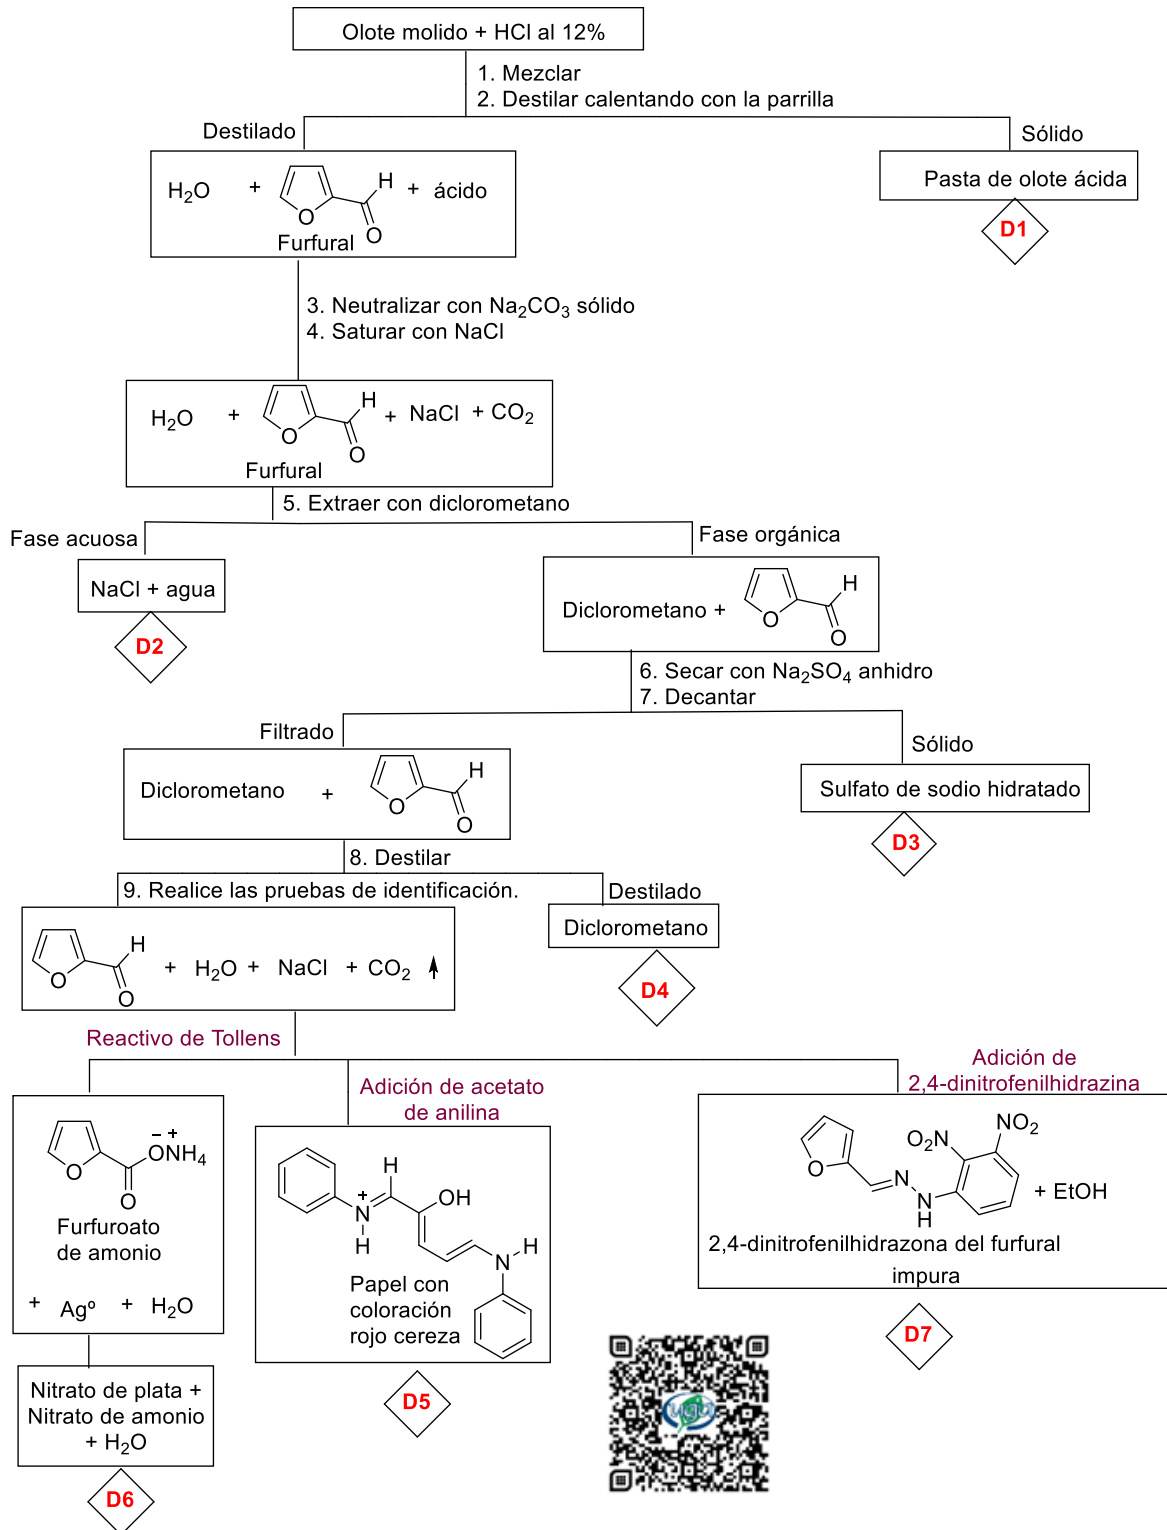 Olote molido + HCl al 12%
1. Mezclar
2. Destilar calentando con la parrilla
Destilado
Sólido
H2O + O H O + ácido
Furfural
Pasta de olote ácida
D1
3. Neutralizar con Na2CO3 sólido
4. Saturar con NaCl
H2O + O H O + NaCl + CO2
Furfural
5. Extraer con diclorometano
Fase acuosa
Fase orgánica
NaCl + agua
D2
Diclorometano + O H O
6. Secar con Na2SO4 anhidro
7. Decantar
Filtrado
Sólido
Diclorometano + O H O
Sulfato de sodio hidratado
D3
8. Destilar
9. Realice las pruebas de identificación.
Destilado
Diclorometano
D4
O H O + H2O + NaCl + CO2
Reactivo de Tollens
Adición de acetato
de anilina
Adición de
2,4-dinitrofenilhidrazina
O O − + ONH4
Furfuroato
de amonio
+ Agº + H2O
Nitrato de plata +
Nitrato de amonio
+ H2O
D6
H
+
N
H
OH
N H
Papel con
coloración
rojo cereza
D5
O N N H O2N NO2 + EtOH
2,4-dinitrofenilhidrazona del furfural
impura
D7